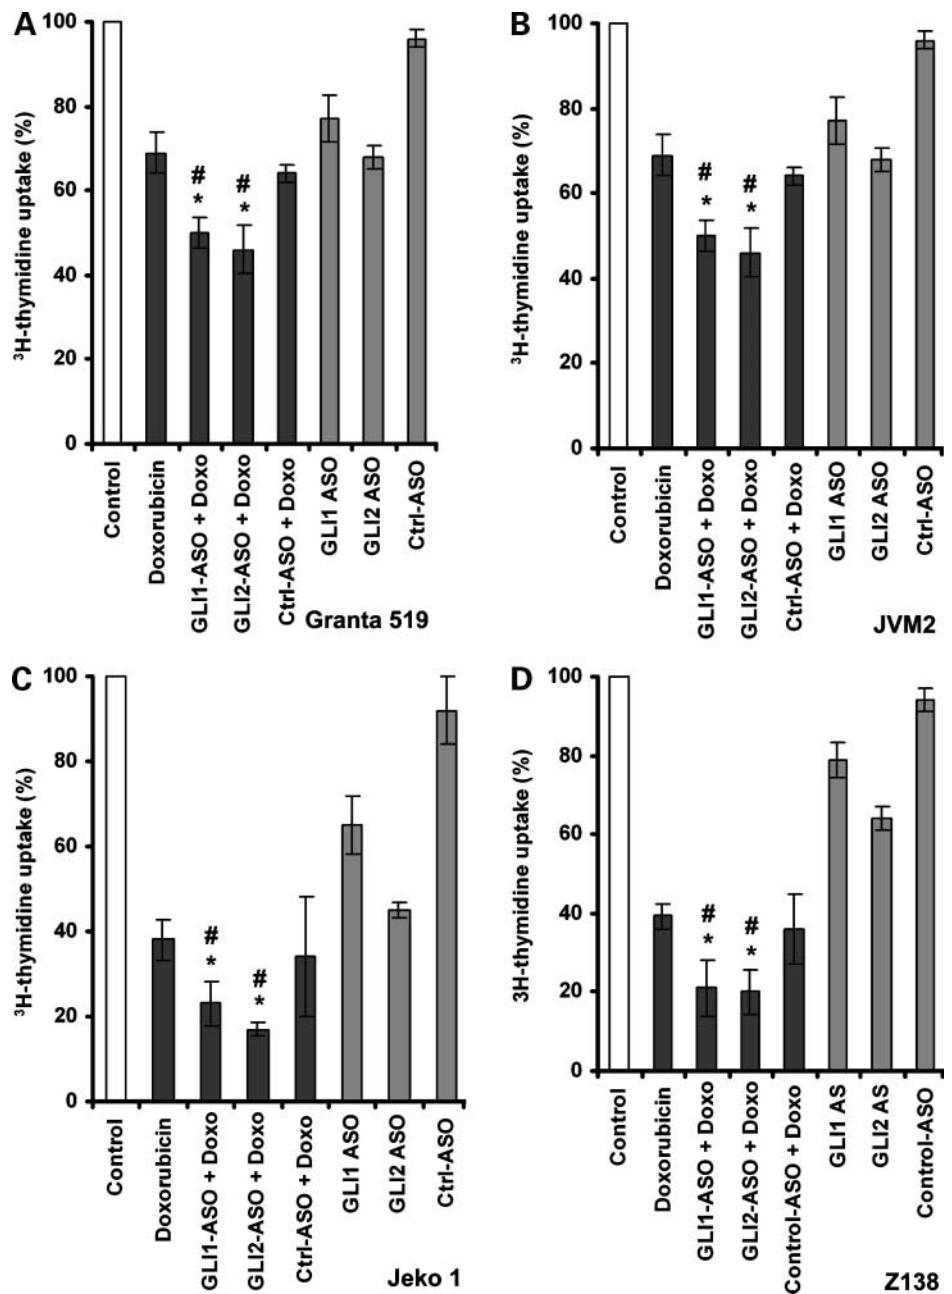 A
³H-thymidine uptake (%)
100
80
60
40
20
0
#
*
#
*
Control
Doxorubicin
GLI1-ASO + Doxo
GLI2-ASO + Doxo
Ctrl-ASO + Doxo
GLI1 ASO
GLI2 ASO
Ctrl-ASO
Granta 519
B
³H-thymidine uptake (%)
100
80
60
40
20
0
#
*
#
*
Control
Doxorubicin
GLI1-ASO + Doxo
GLI2-ASO + Doxo
Ctrl-ASO + Doxo
GLI1 ASO
GLI2 ASO
Ctrl-ASO
JVM2
C
³H-thymidine uptake (%)
100
80
60
40
20
0
#
*
#
*
Control
Doxorubicin
GLI1-ASO + Doxo
GLI2-ASO + Doxo
Ctrl-ASO + Doxo
GLI1 ASO
GLI2 ASO
Ctrl-ASO
Jeko 1
D
3H-thymidine uptake (%)
100
80
60
40
20
0
#
*
#
*
Control
Doxorubicin
GLI1-ASO + Doxo
GLI2-ASO + Doxo
Control-ASO + Doxo
GLI1 AS
GLI2 AS
Control-ASO
Z138